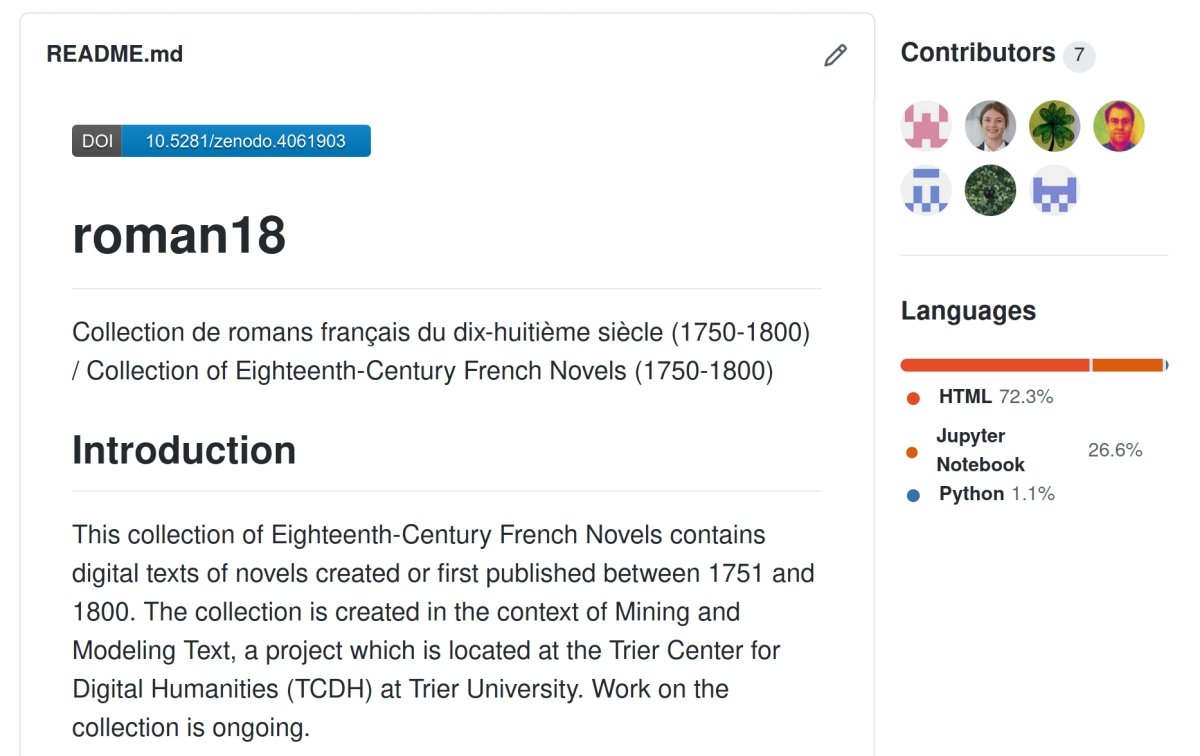 README.md
DOI 10.5281/zenodo.4061903
roman18
Collection de romans français du dix-huitième siècle (1750-1800)
/ Collection of Eighteenth-Century French Novels (1750-1800)
Introduction
This collection of Eighteenth-Century French Novels contains
digital texts of novels created or first published between 1751 and
1800. The collection is created in the context of Mining and
Modeling Text, a project which is located at the Trier Center for
Digital Humanities (TCDH) at Trier University. Work on the
collection is ongoing.
Contributors 7
Languages
HTML 72.3%
Jupyter
Notebook 26.6%
Python 1.1%